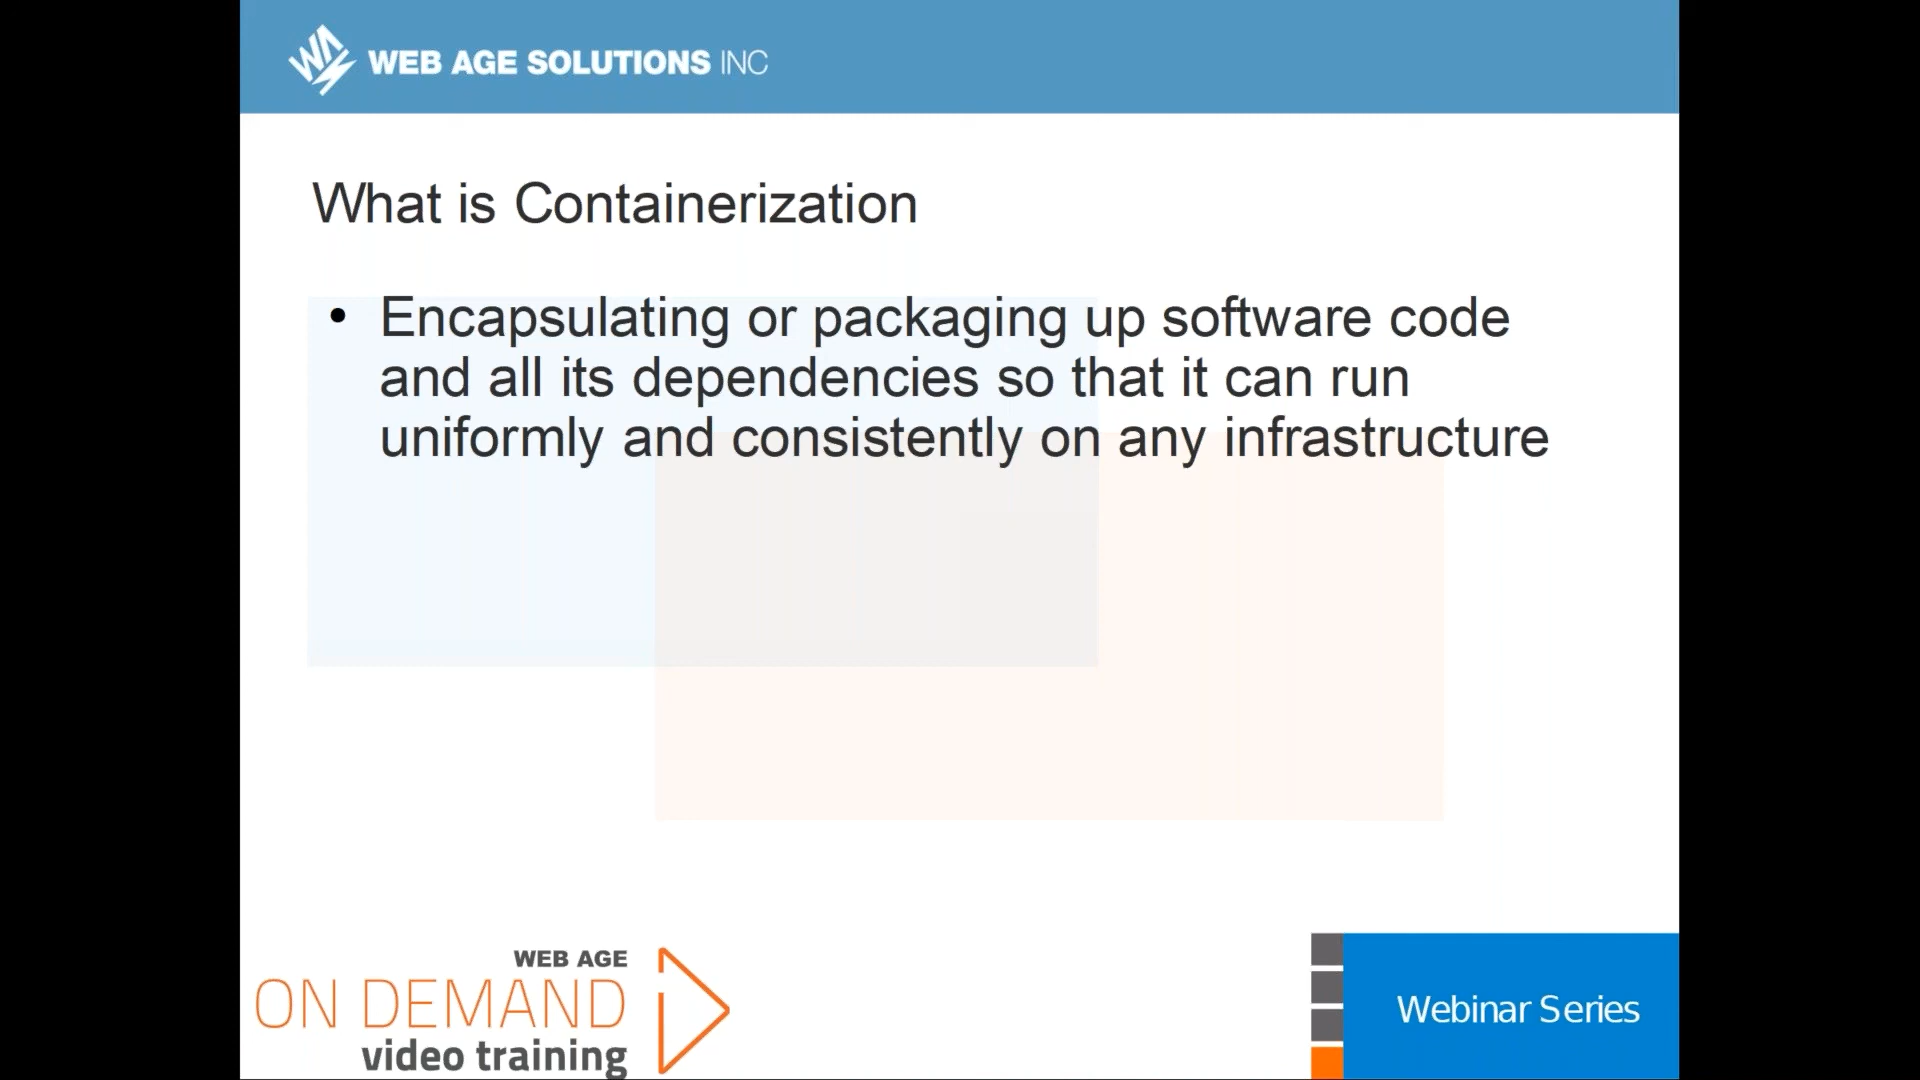 WEB AGE SOLUTIONS INC
What is Containerization
• Encapsulating or packaging up software code
and all its dependencies so that it can run
uniformly and consistently on any infrastructure
WEB AGE
ON DEMAND
video training
Webinar Series